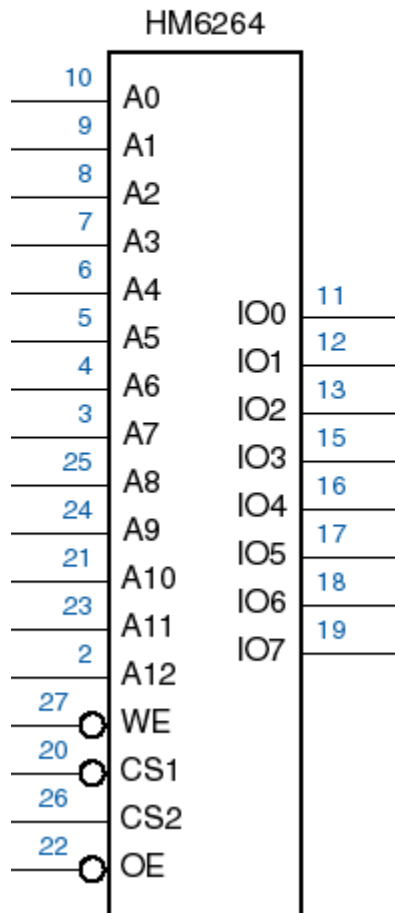 HM6264
10 A0
9 A1
8 A2
7 A3
6 A4
5 A5
4 A6
3 A7
25 A8
24 A9
21 A10
23 A11
2 A12
27 WE
20 CS1
26 CS2
22 OE
IO0 11
IO1 12
IO2 13
IO3 15
IO4 16
IO5 17
IO6 18
IO7 19